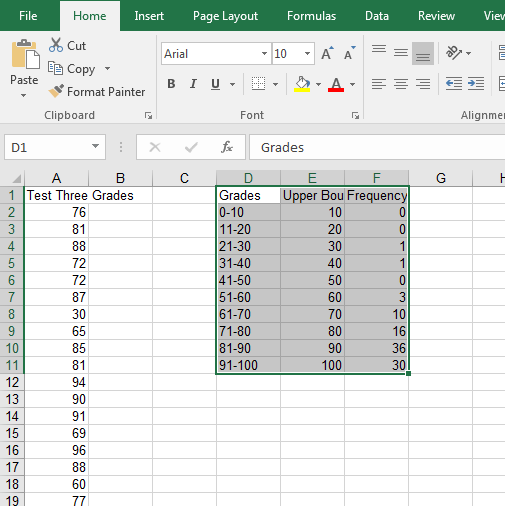 File Home Insert Page Layout Formulas Data Review View
Cut
Copy
Format Painter
Paste
Arial 10 A A
B I U A
Clipboard Font Alignme
D1 fx Grades
A B C D E F G H
1 Test Three Grades Grades Upper Bou Frequency
2 76 0-10 10 0
3 81 11-20 20 0
4 88 21-30 30 1
5 72 31-40 40 1
6 72 41-50 50 0
7 87 51-60 60 3
8 30 61-70 70 10
9 65 71-80 80 16
10 85 81-90 90 36
11 81 91-100 100 30
12 94
13 90
14 91
15 69
16 96
17 88
18 60
19 77